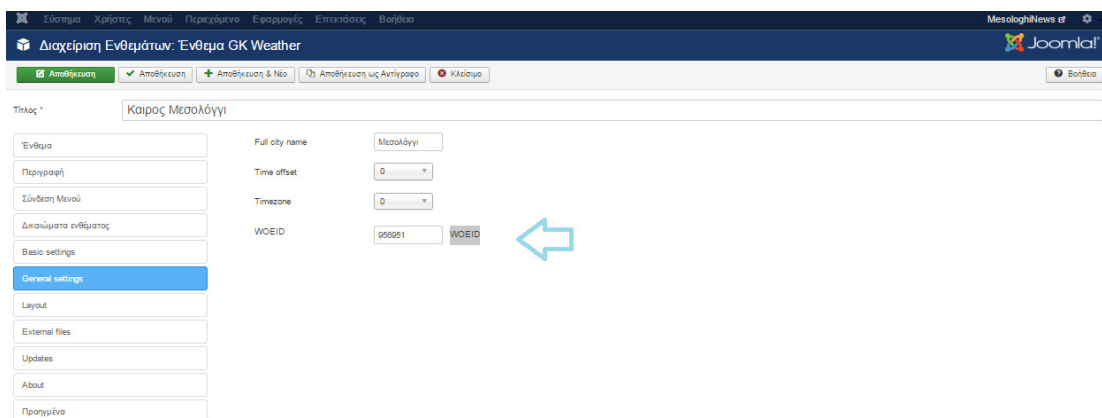 Σύστημα Χρήστες Μενού Περιεχόμενο Εφαρμογές Επεκτάσεις Βοήθεια MesologhiNews
Διαχείριση Ενθεμάτων: Ένθεμα GK Weather Joomla!
Αποθήκευση Αποθήκευση Αποθήκευση & Νέο Αποθήκευση ως Αντίγραφο Κλείσιμο Βοήθεια
Τίτλος * Καιρος Μεσολόγγι
Ένθεμα Full city name Μεσολόγγι
Περιγραφή Time offset 0
Σύνδεση Μενού Timezone 0
Δικαιώματα ενθέματος WOEID 956951 WOEID
Basic settings
General settings
Layout
External files
Updates
About
Προηγμένα